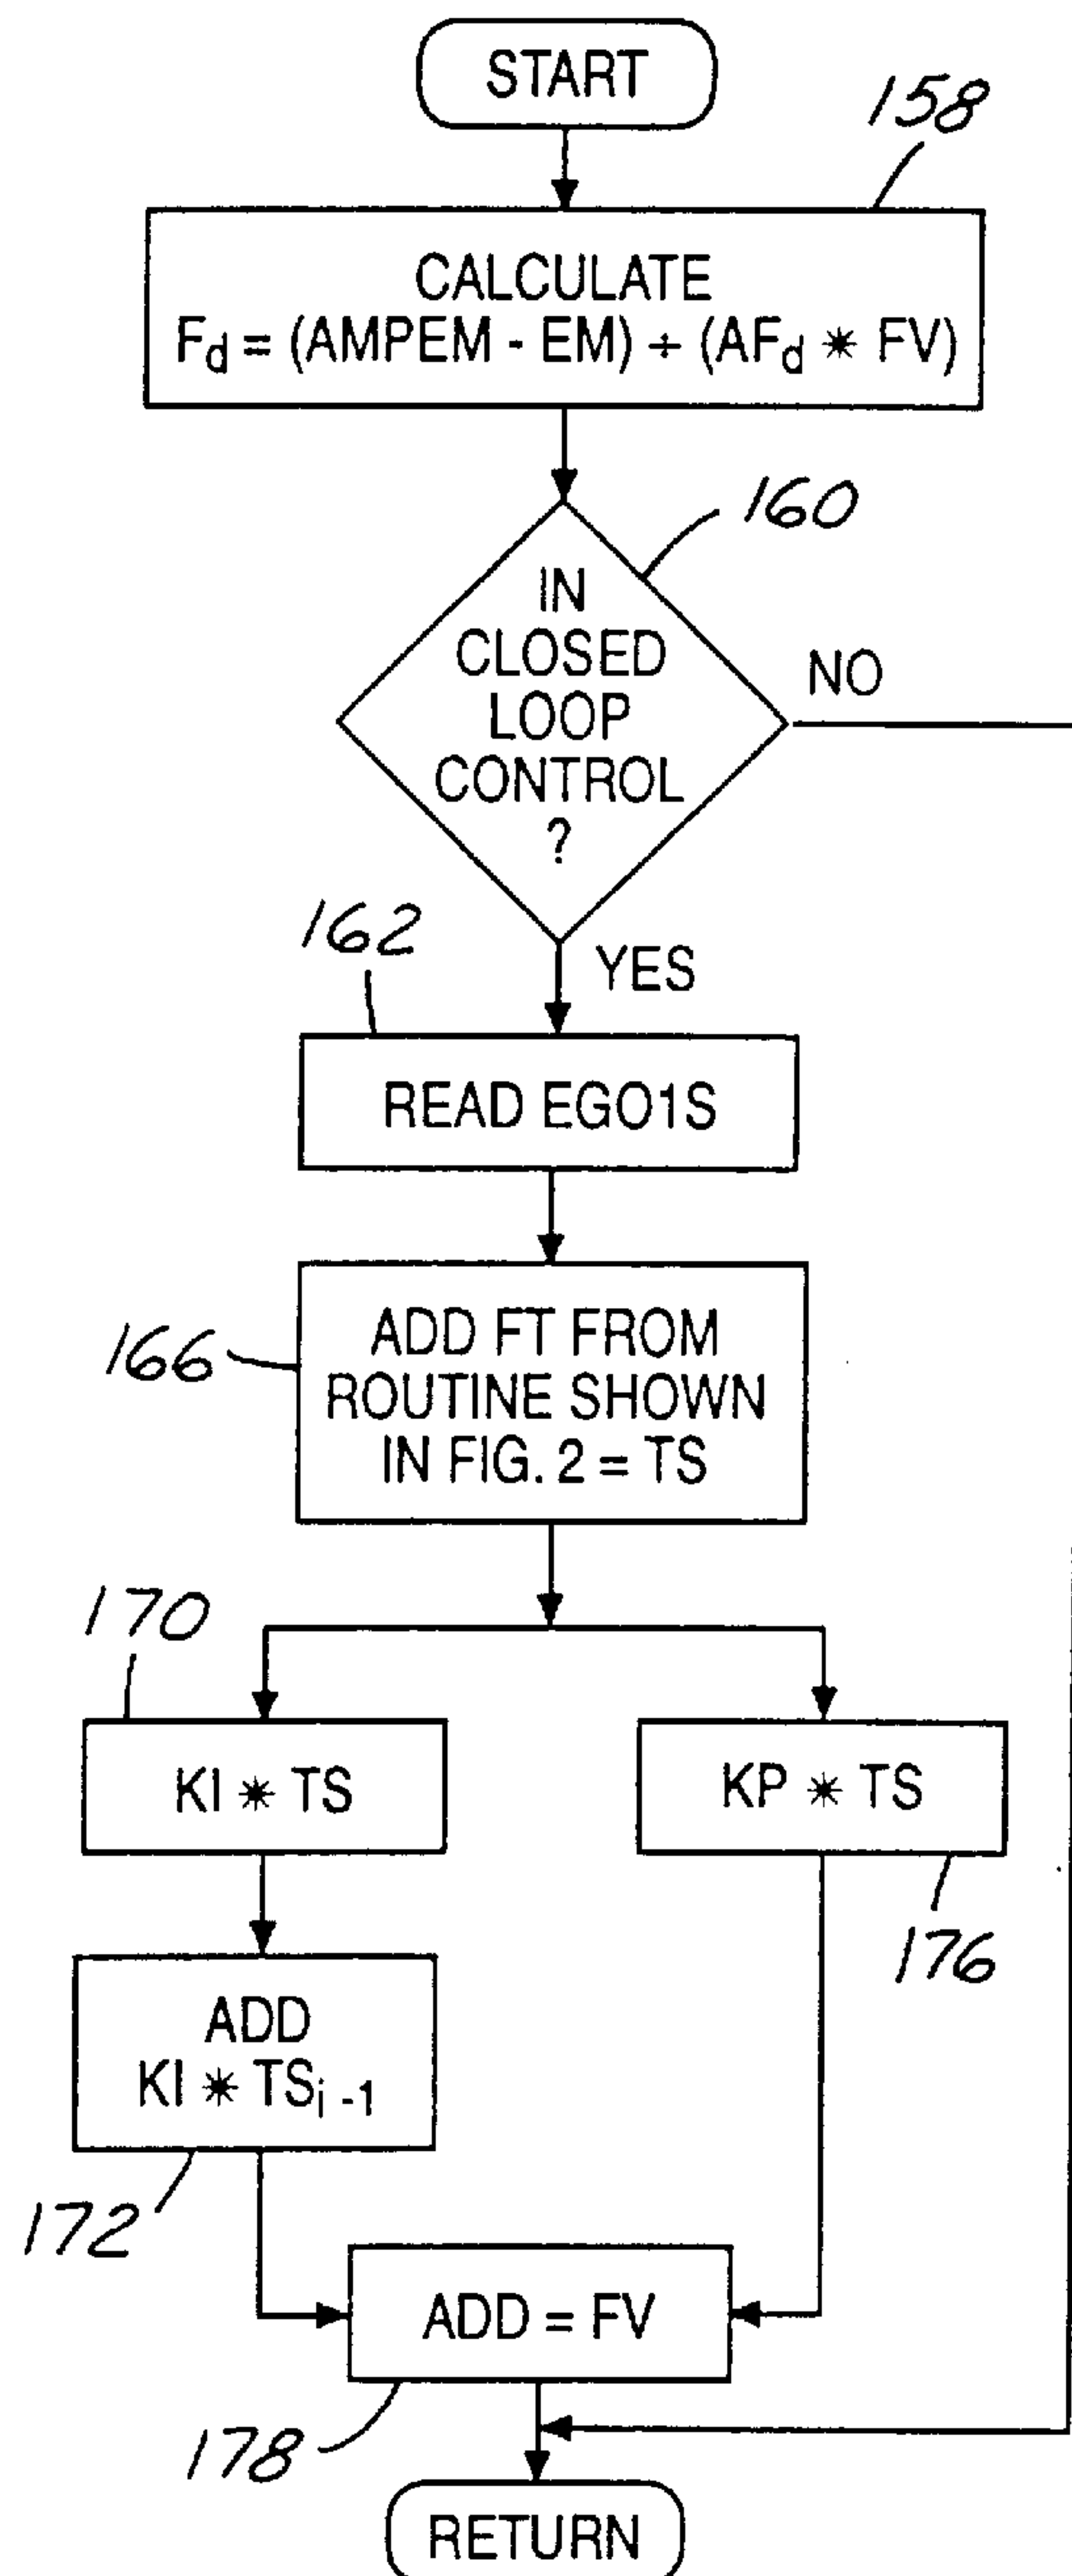 START
158
CALCULATE
Fd = (AMPEM - EM) ÷ (AFd * FV)
160
IN
CLOSED
LOOP
CONTROL
?
NO
162
YES
READ EGO1S
166
ADD FT FROM
ROUTINE SHOWN
IN FIG. 2 = TS
170
KI * TS
KP * TS
176
ADD
KI * TSi -1
172
ADD = FV
178
RETURN